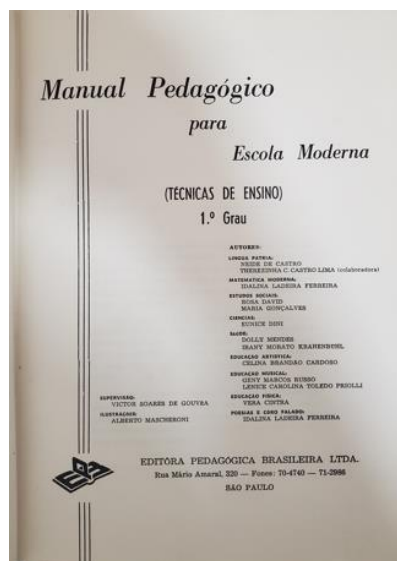 Manual Pedagógico
para
Escola Moderna
(TÉCNICAS DE ENSINO)
1.º Grau
AUTORES:
LINGUA PATRIA:
NEIDE DE CASTRO
THEREZINHA C. CASTRO LIMA (colaboradora)
MATEMATICA MODERNA:
IDALINA LADEIRA FERREIRA
ESTUDOS SOCIAIS:
ROSA DAVID
MARIA GONÇALVES
CIENCIAS:
EUNICE DINI
SAÚDE:
DOLLY MENDES
IRANY MORATO KRAHENBUHL
EDUCAÇÃO ARTISTICA:
CELINA BRANDÃO CARDOSO
EDUCAÇÃO MUSICAL:
GENY MARCOS RUSSO
LENICE CAROLINA TOLEDO PRIOLLI
EDUCAÇÃO FISICA:
VERA CINTRA
POESIAS E CORO FALADO:
IDALINA LADEIRA FERREIRA
SUPERVISÃO:
VICTOR SOARES DE GOUVEA
ILUSTRAÇÃO:
ALBERTO MASCHERONI
EDITÔRA PEDAGÓGICA BRASILEIRA LTDA.
Rua Mário Amaral, 320 — Fones: 70-4740 — 71-2986
SÃO PAULO